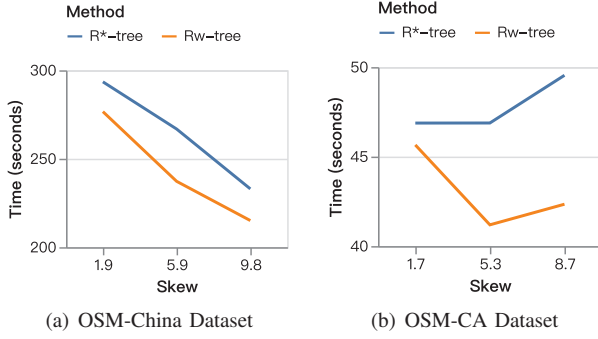 Method
R*–tree Rw–tree
300
250
200
Time (seconds)
1.9 5.9 9.8
Skew
(a) OSM-China Dataset
Method
R*–tree Rw–tree
50
45
40
Time (seconds)
1.7 5.3 8.7
Skew
(b) OSM-CA Dataset